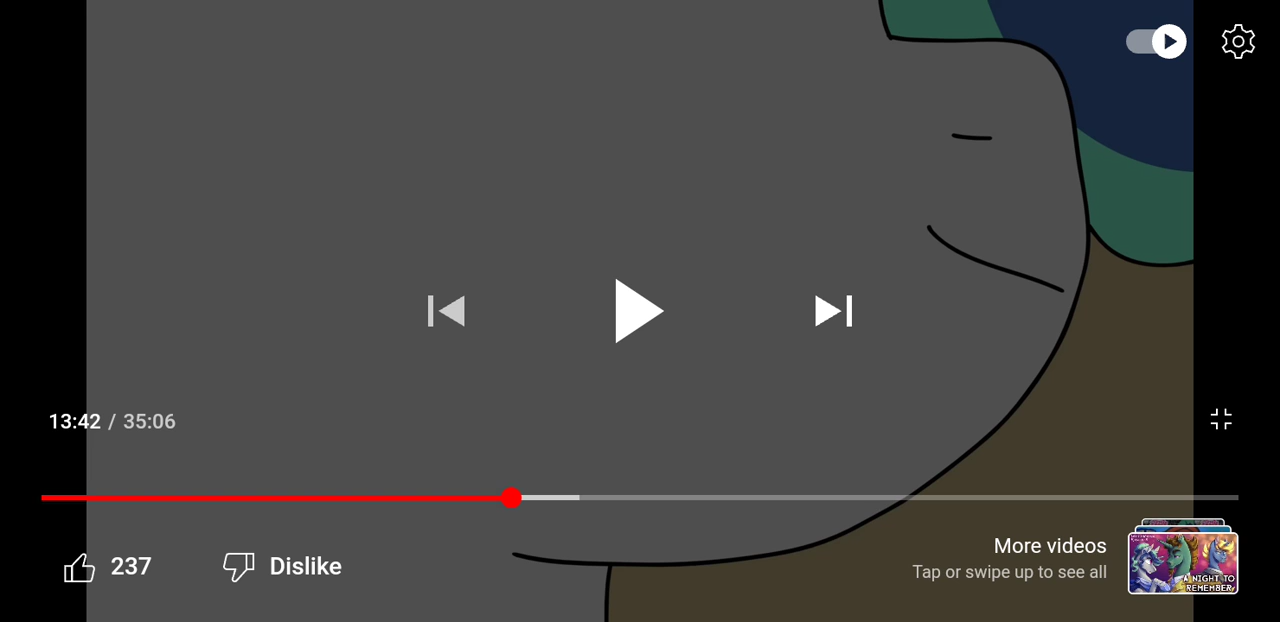 13:42 / 35:06
237
Dislike
More videos
Tap or swipe up to see all
A NIGHT TO
REMEMBER